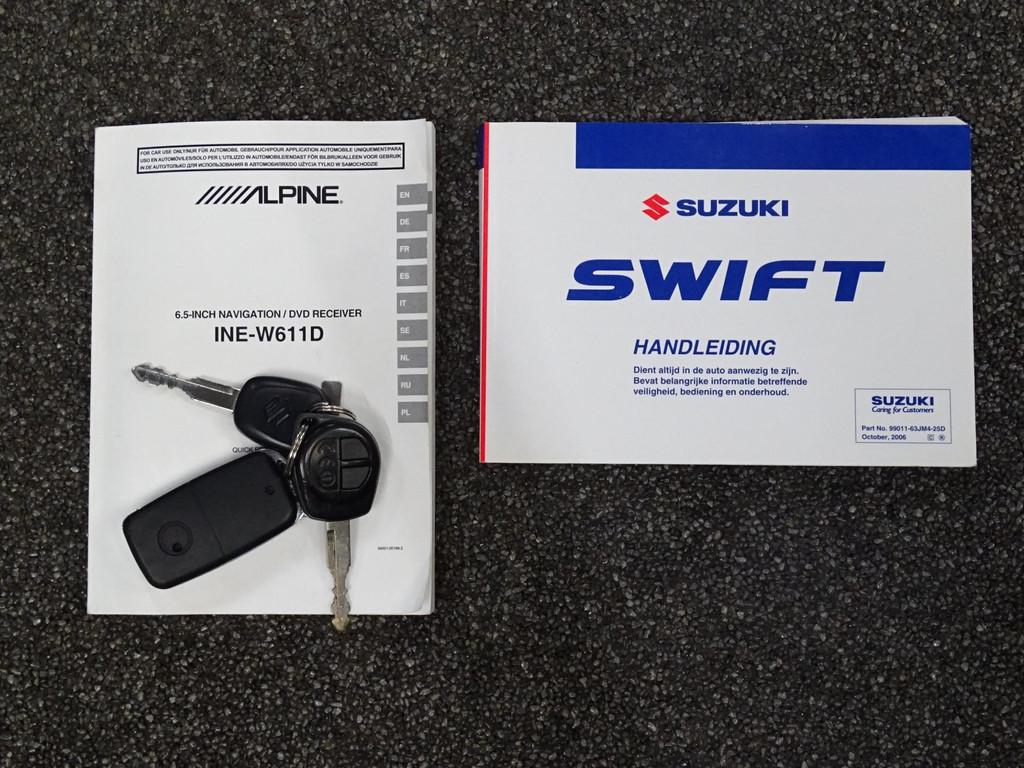 FOR CAR USE ONLY/NUR FÜR AUTOMOBIL GEBRAUCH/POUR APPLICATION AUTOMOBILE UNIQUEMENT/PARA
USO EN AUTOMÓVILES/SOLO PER L'UTILIZZO IN AUTOMOBILE/ENDAST FÖR BILBRUK/ALLEEN VOOR GEBRUIK
IN DE AUTO/ТОЛЬКО ДЛЯ ИСПОЛЬЗОВАНИЯ В АВТОМОБИЛЯХ/DO UŻYCIA TYLKO W SAMOCHODZIE
ALPINE
EN
DE
FR
ES
IT
SE
NL
RU
PL
6.5-INCH NAVIGATION / DVD RECEIVER
INE-W611D
QUICK
SUZUKI
SWIFT
HANDLEIDING
Dient altijd in de auto aanwezig te zijn.
Bevat belangrijke informatie betreffende
veiligheid, bediening en onderhoud.
SUZUKI
Caring for Customers
Part No. 99011-63JM4-25D
October, 2006